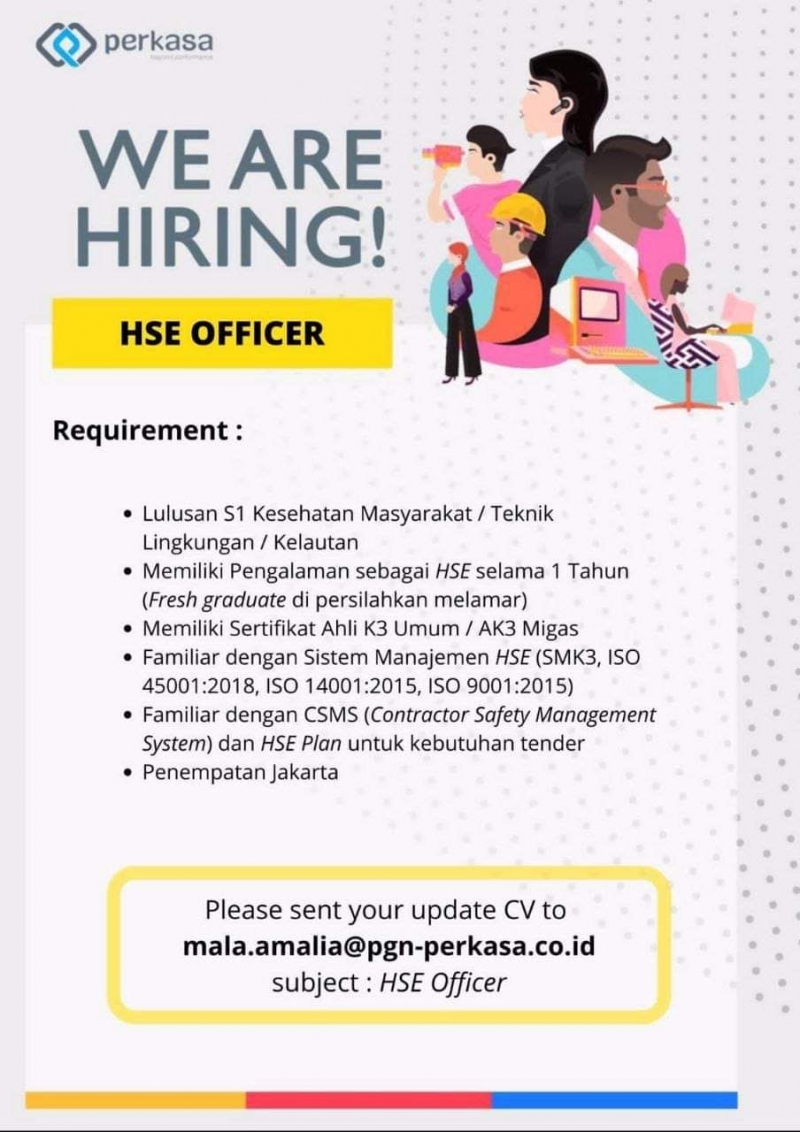 perkasa
beyond performance
WE ARE
HIRING!
HSE OFFICER
Requirement :
• Lulusan S1 Kesehatan Masyarakat / Teknik
Lingkungan / Kelautan
• Memiliki Pengalaman sebagai HSE selama 1 Tahun
(Fresh graduate di persilahkan melamar)
• Memiliki Sertifikat Ahli K3 Umum / AK3 Migas
• Familiar dengan Sistem Manajemen HSE (SMK3, ISO
45001:2018, ISO 14001:2015, ISO 9001:2015)
• Familiar dengan CSMS (Contractor Safety Management
System) dan HSE Plan untuk kebutuhan tender
• Penempatan Jakarta
Please sent your update CV to
mala.amalia@pgn-perkasa.co.id
subject : HSE Officer